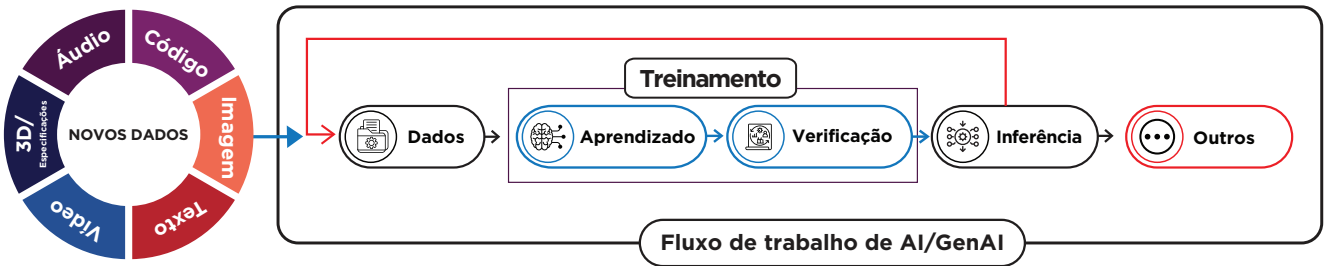 Áudio
Código
Imagem
Texto
Vídeo
3D/
Especificações
NOVOS DADOS
Treinamento
Dados
Aprendizado
Verificação
Inferência
Outros
Fluxo de trabalho de AI/GenAI